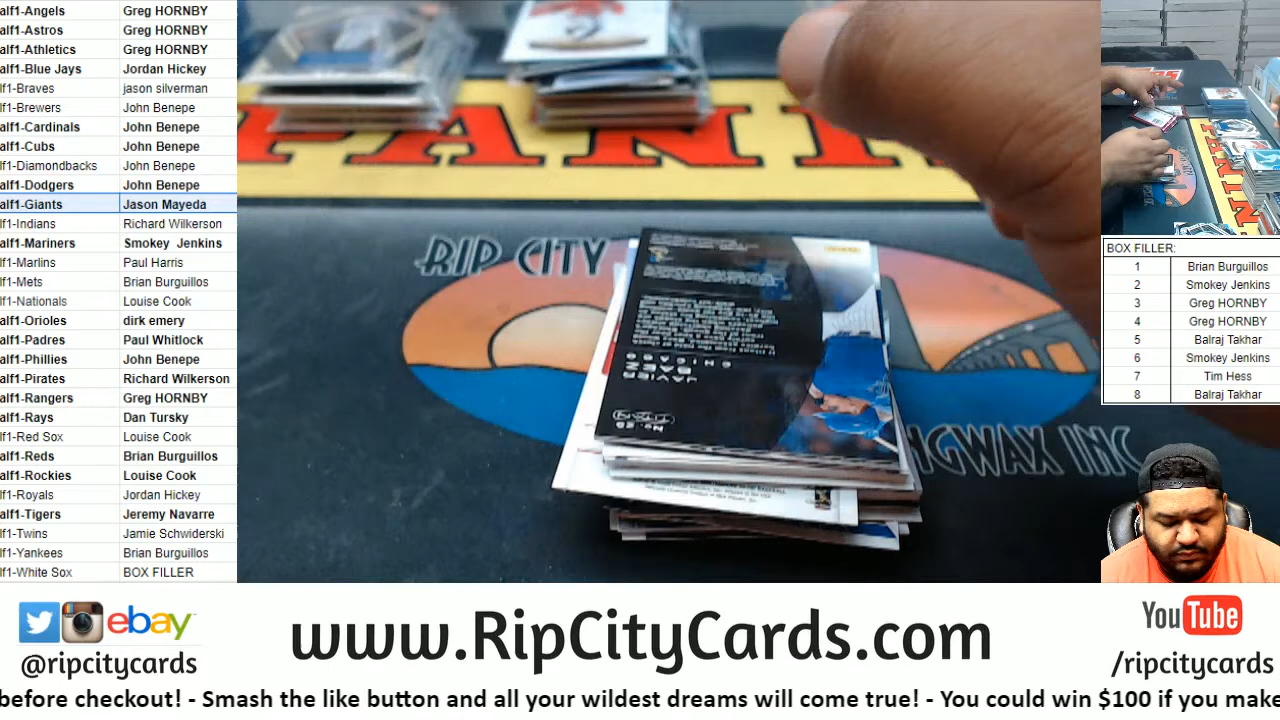 alf1-Angels Greg HORNBY
alf1-Astros Greg HORNBY
alf1-Athletics Greg HORNBY
alf1-Blue Jays Jordan Hickey
lf1-Braves jason silverman
lf1-Brewers John Benepe
alf1-Cardinals John Benepe
alf1-Cubs John Benepe
lf1-Diamondbacks John Benepe
alf1-Dodgers John Benepe
alf1-Giants Jason Mayeda
lf1-Indians Richard Wilkerson
alf1-Mariners Smokey Jenkins
lf1-Marlins Paul Harris
lf1-Mets Brian Burguillos
lf1-Nationals Louise Cook
alf1-Orioles dirk emery
alf1-Padres Paul Whitlock
alf1-Phillies John Benepe
alf1-Pirates Richard Wilkerson
alf1-Rangers Greg HORNBY
alf1-Rays Dan Tursky
lf1-Red Sox Louise Cook
alf1-Reds Brian Burguillos
alf1-Rockies Louise Cook
lf1-Royals Jordan Hickey
alf1-Tigers Jeremy Navarre
lf1-Twins Jamie Schwiderski
lf1-Yankees Brian Burguillos
lf1-White Sox BOX FILLER
PANINI
RIP CITY
NGWAX INC
JAVIER
BAEZ
CHICAGO
BOX FILLER:
1 Brian Burguillos
2 Smokey Jenkins
3 Greg HORNBY
4 Greg HORNBY
5 Balraj Takhar
6 Smokey Jenkins
7 Tim Hess
8 Balraj Takhar
ebay
@ripcitycards
www.RipCityCards.com
YouTube
/ripcitycards
before checkout! - Smash the like button and all your wildest dreams will come true! - You could win $100 if you make